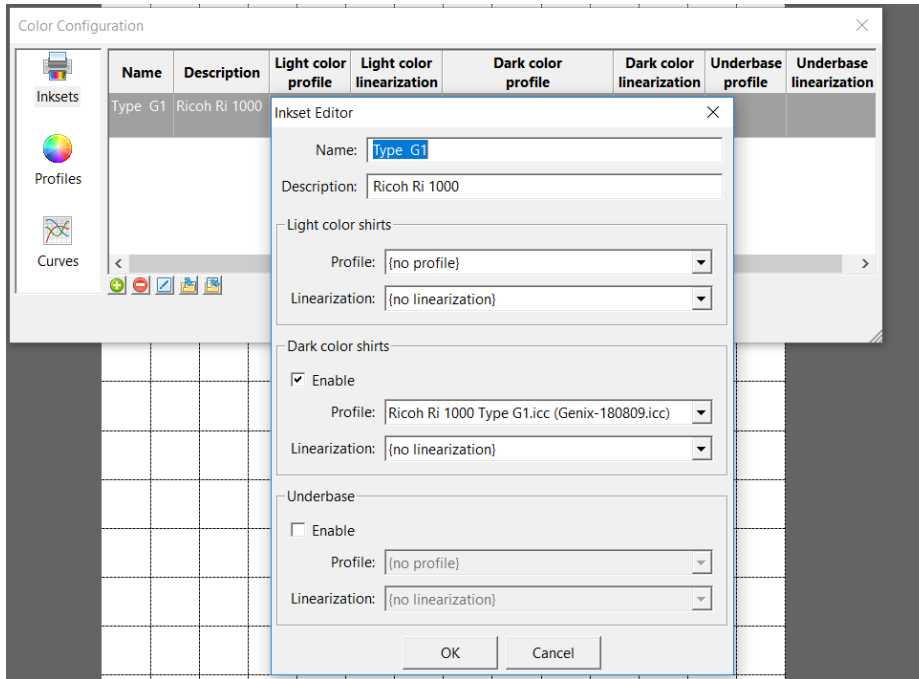 Color Configuration
Inksets
Profiles
Curves
Name
Description
Light color
profile
Light color
linearization
Dark color
profile
Dark color
linearization
Underbase
profile
Underbase
linearization
Type G1
Ricoh Ri 1000
Inkset Editor
Name: Type G1
Description: Ricoh Ri 1000
Light color shirts
Profile: {no profile}
Linearization: {no linearization}
Dark color shirts
Enable
Profile: Ricoh Ri 1000 Type G1.icc (Genix-180809.icc)
Linearization: {no linearization}
Underbase
Enable
Profile: {no profile}
Linearization: {no linearization}
OK
Cancel